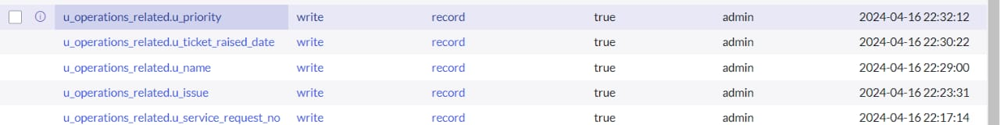 u_operations_related.u_priority write record true admin 2024-04-16 22:32:12
u_operations_related.u_ticket_raised_date write record true admin 2024-04-16 22:30:22
u_operations_related.u_name write record true admin 2024-04-16 22:29:00
u_operations_related.u_issue write record true admin 2024-04-16 22:23:31
u_operations_related.u_service_request_no write record true admin 2024-04-16 22:17:14